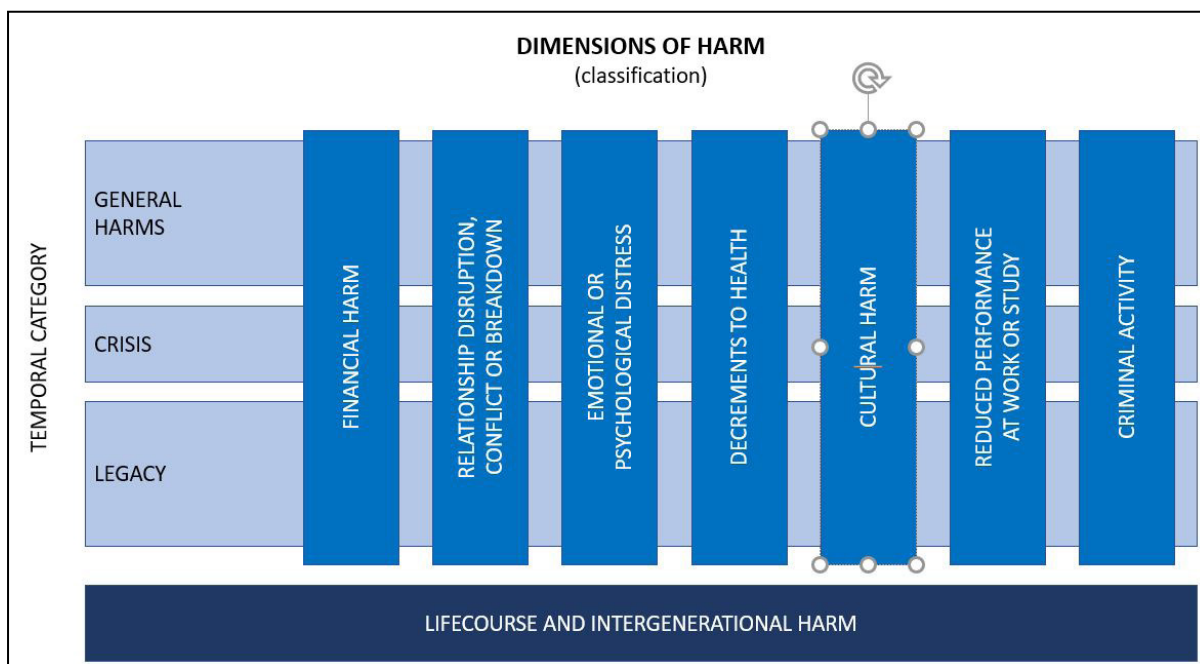 DIMENSIONS OF HARM
(classification)
TEMPORAL CATEGORY
GENERAL
HARMS
CRISIS
LEGACY
FINANCIAL HARM
RELATIONSHIP DISRUPTION,
CONFLICT OR BREAKDOWN
EMOTIONAL OR
PSYCHOLOGICAL DISTRESS
DECREMENTS TO HEALTH
CULTURAL HARM
REDUCED PERFORMANCE
AT WORK OR STUDY
CRIMINAL ACTIVITY
LIFECOURSE AND INTERGENERATIONAL HARM